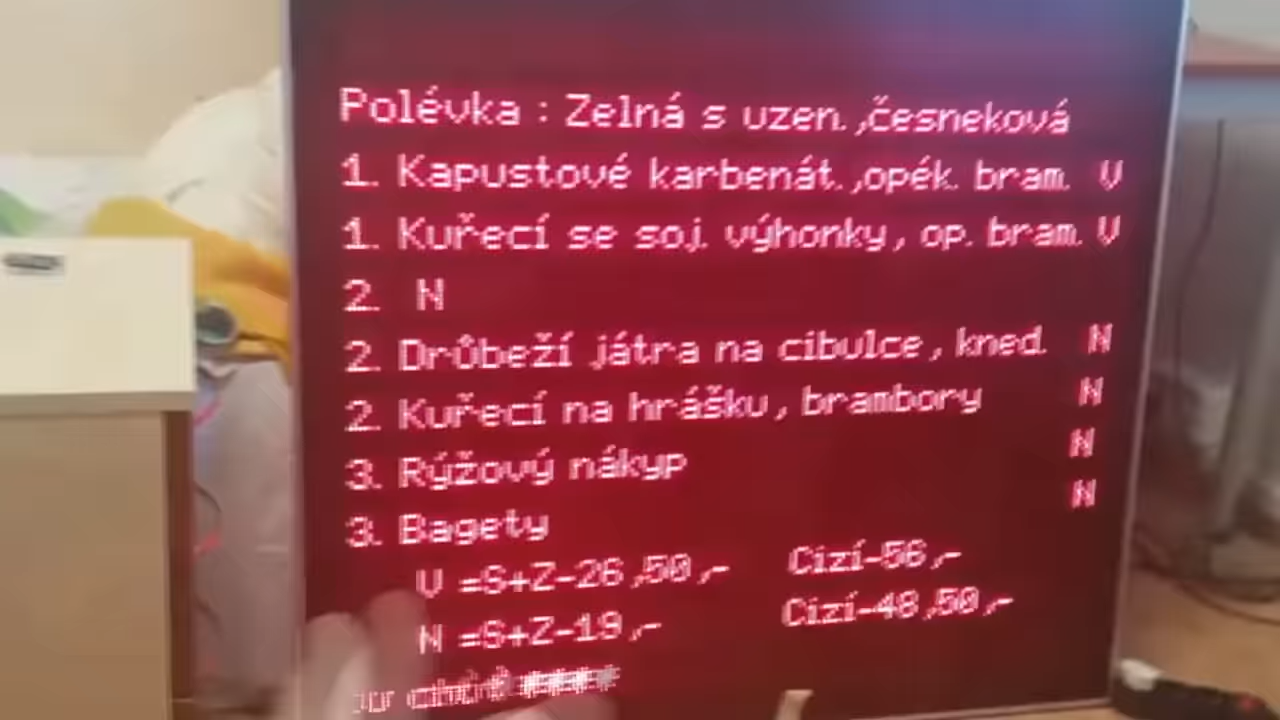 Polévka : Zelná s uzen.,česneková
1. Kapustové karbenát.,opék. bram. V
1. Kuřecí se soj. výhonky, op. bram. V
2. N
2. Drůbeží játra na cibulce, kned. N
2. Kuřecí na hrášku, brambory N
3. Rýžový nákyp N
3. Bagety N
V =S+Z-26,50,- Cizí-56,-
N =S+Z-19,- Cizí-48,50,-